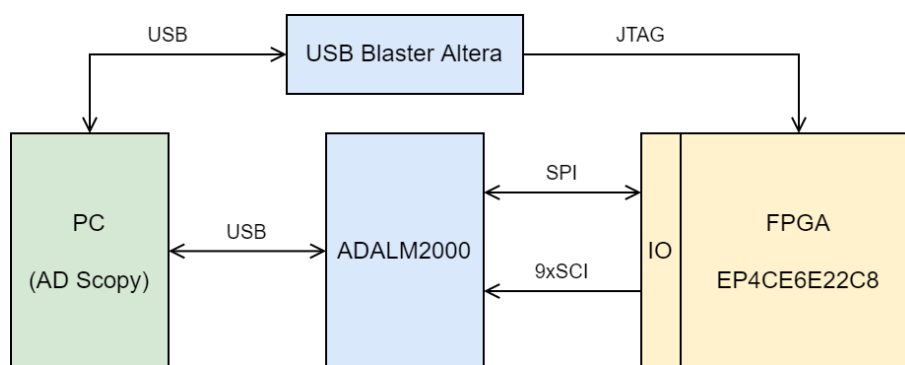 USB
USB Blaster Altera
JTAG
PC
(AD Scopy)
USB
ADALM2000
SPI
9xSCI
IO
FPGA
EP4CE6E22C8